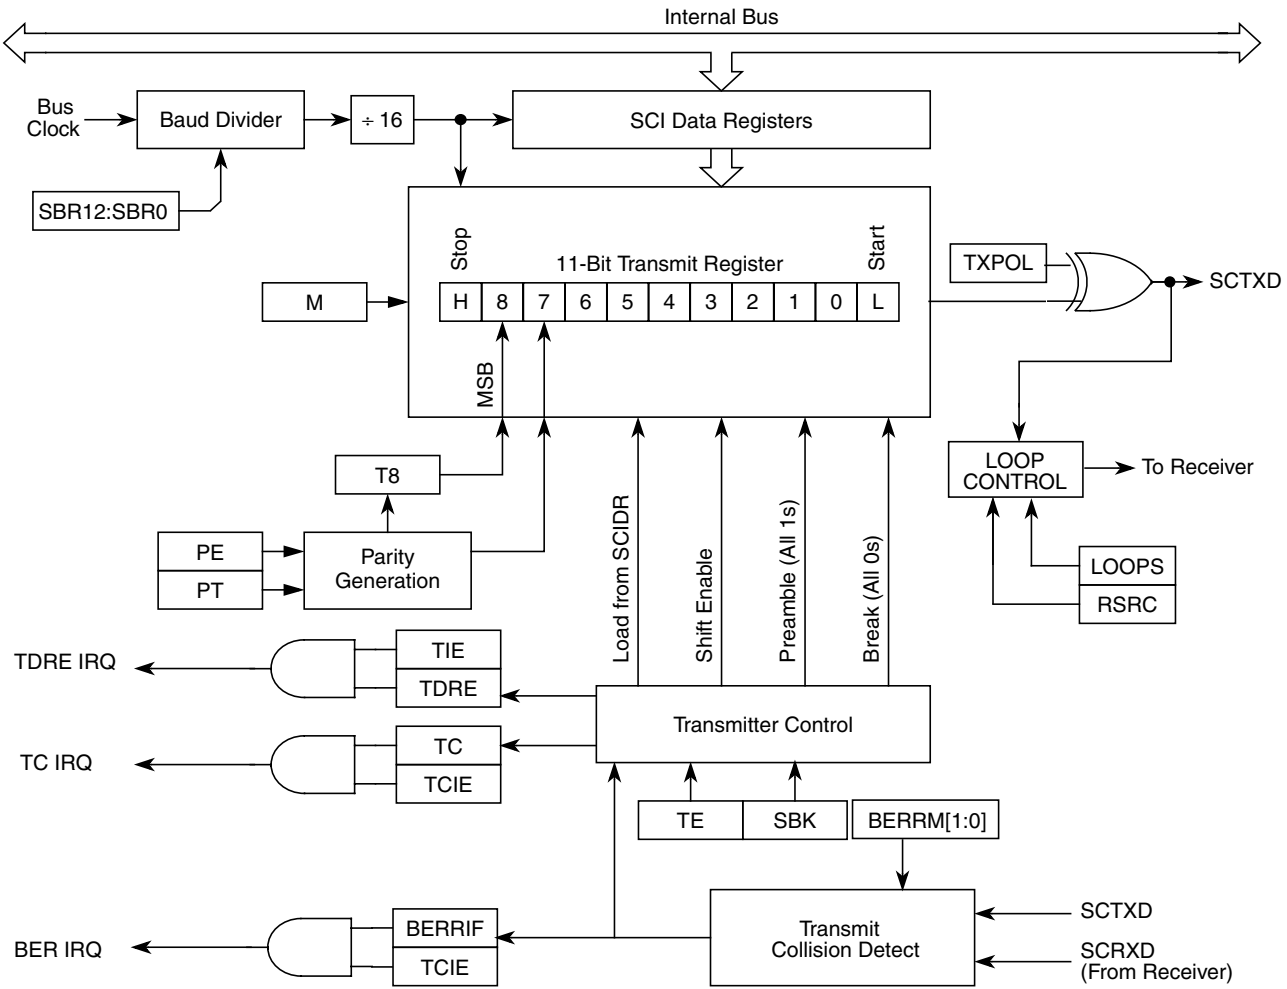 Internal Bus
Bus
Clock
Baud Divider
÷ 16
SCI Data Registers
SBR12:SBR0
Stop
11-Bit Transmit Register
Start
M
H 8 7 6 5 4 3 2 1 0 L
TXPOL
SCTXD
MSB
T8
LOOP
CONTROL
To Receiver
PE
PT
Parity
Generation
Load from SCIDR
Shift Enable
Preamble (All 1s)
Break (All 0s)
LOOPS
RSRC
TDRE IRQ
TIE
TDRE
Transmitter Control
TC IRQ
TC
TCIE
TE
SBK
BERRM[1:0]
BER IRQ
BERRIF
TCIE
Transmit
Collision Detect
SCTXD
SCRXD
(From Receiver)